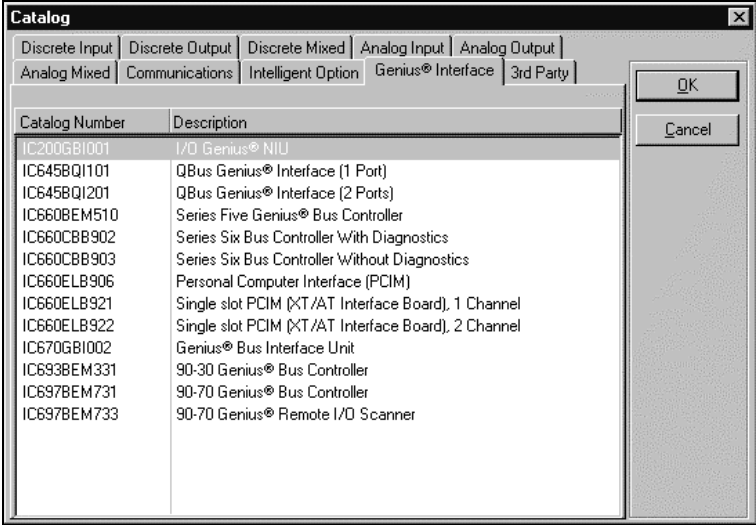 Catalog
Discrete Input Discrete Output Discrete Mixed Analog Input Analog Output
Analog Mixed Communications Intelligent Option Genius® Interface 3rd Party
OK
Cancel
Catalog Number Description
IC200GBI001 I/O Genius® NIU
IC645BQI101 QBus Genius® Interface (1 Port)
IC645BQI201 QBus Genius® Interface (2 Ports)
IC660BEM510 Series Five Genius® Bus Controller
IC660CBB902 Series Six Bus Controller With Diagnostics
IC660CBB903 Series Six Bus Controller Without Diagnostics
IC660ELB906 Personal Computer Interface (PCIM)
IC660ELB921 Single slot PCIM (XT/AT Interface Board), 1 Channel
IC660ELB922 Single slot PCIM (XT/AT Interface Board), 2 Channel
IC670GBI002 Genius® Bus Interface Unit
IC693BEM331 90-30 Genius® Bus Controller
IC697BEM731 90-70 Genius® Bus Controller
IC697BEM733 90-70 Genius® Remote I/O Scanner